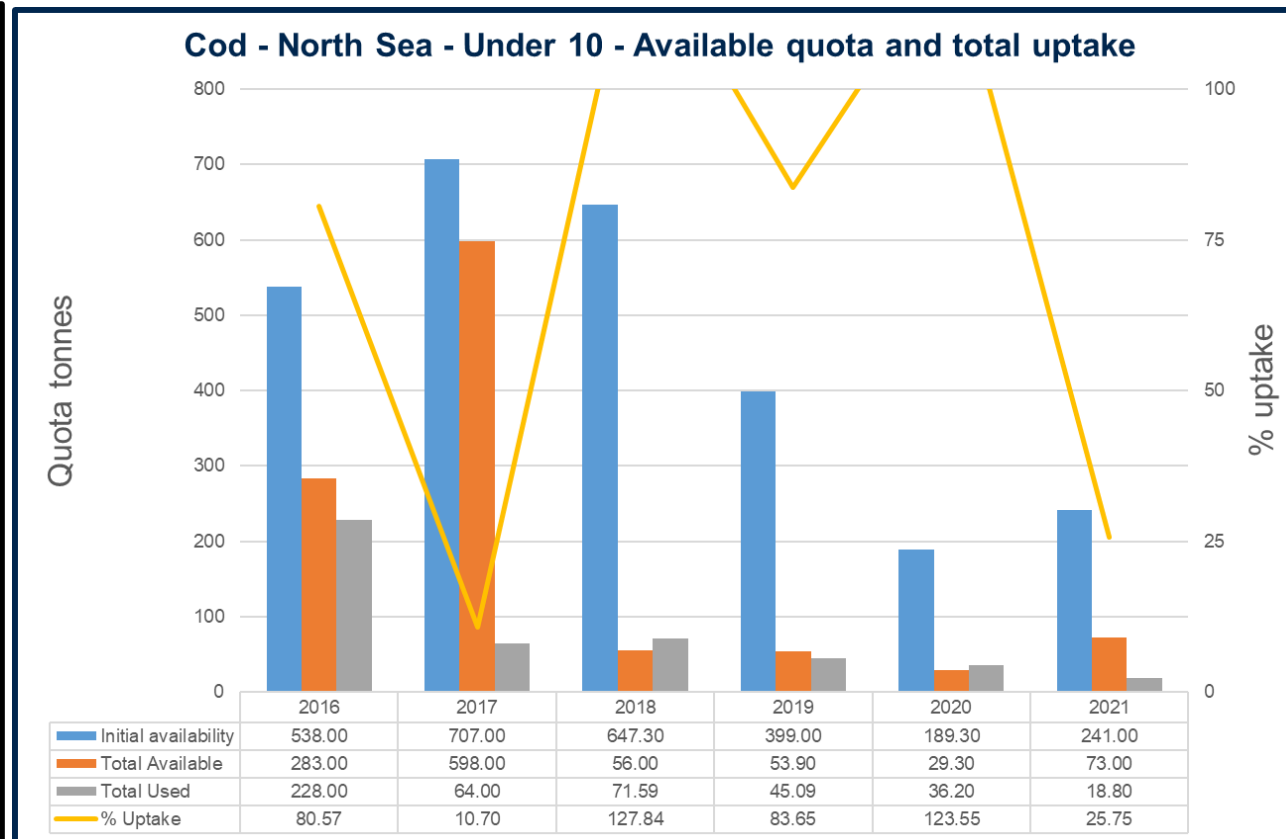 Cod - North Sea - Under 10 - Available quota and total uptake
Quota tonnes
800
700
600
500
400
300
200
100
0
100
75
50
25
0
% uptake
2016 2017 2018 2019 2020 2021
Initial availability 538.00 707.00 647.30 399.00 189.30 241.00
Total Available 283.00 598.00 56.00 53.90 29.30 73.00
Total Used 228.00 64.00 71.59 45.09 36.20 18.80
% Uptake 80.57 10.70 127.84 83.65 123.55 25.75